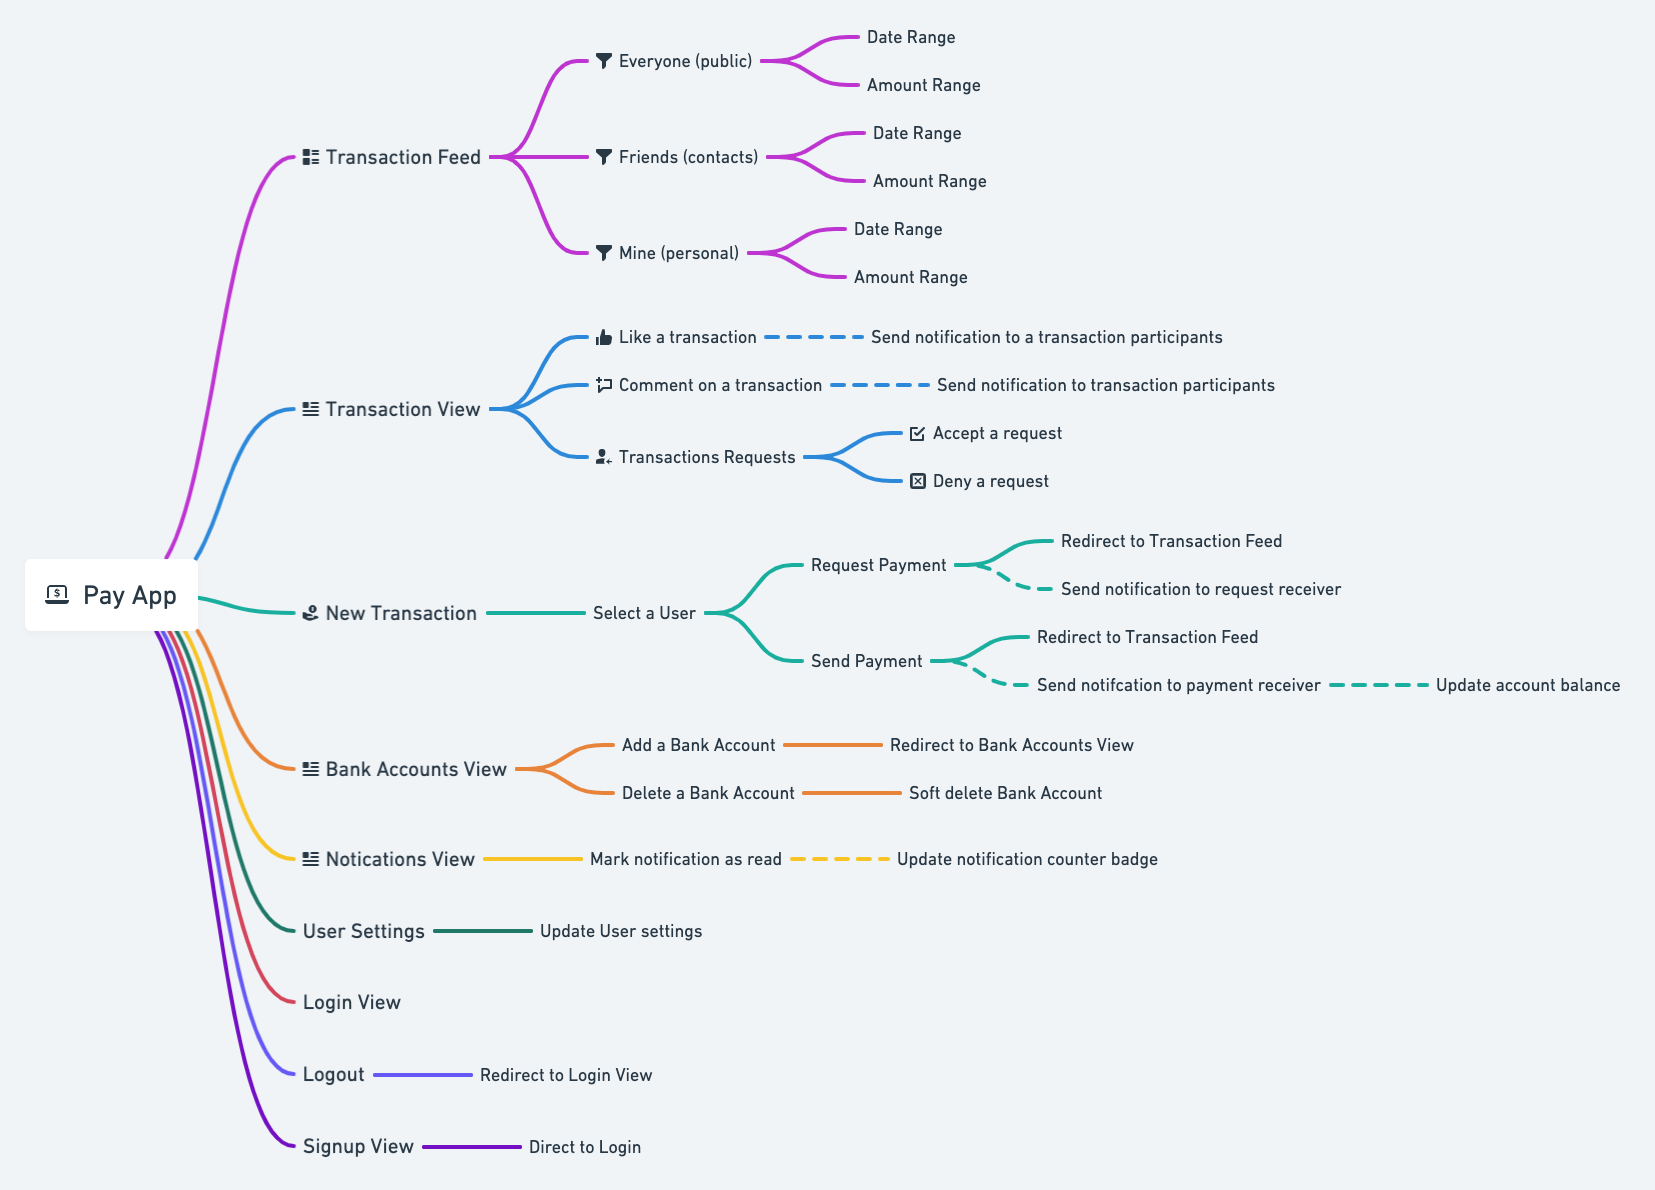 Pay App
Transaction Feed
Everyone (public)
Date Range
Amount Range
Friends (contacts)
Date Range
Amount Range
Mine (personal)
Date Range
Amount Range
Transaction View
Like a transaction
Send notification to a transaction participants
Comment on a transaction
Send notification to transaction participants
Transactions Requests
Accept a request
Deny a request
New Transaction
Select a User
Request Payment
Redirect to Transaction Feed
Send notification to request receiver
Send Payment
Redirect to Transaction Feed
Send notifcation to payment receiver
Update account balance
Bank Accounts View
Add a Bank Account
Redirect to Bank Accounts View
Delete a Bank Account
Soft delete Bank Account
Notications View
Mark notification as read
Update notification counter badge
User Settings
Update User settings
Login View
Logout
Redirect to Login View
Signup View
Direct to Login